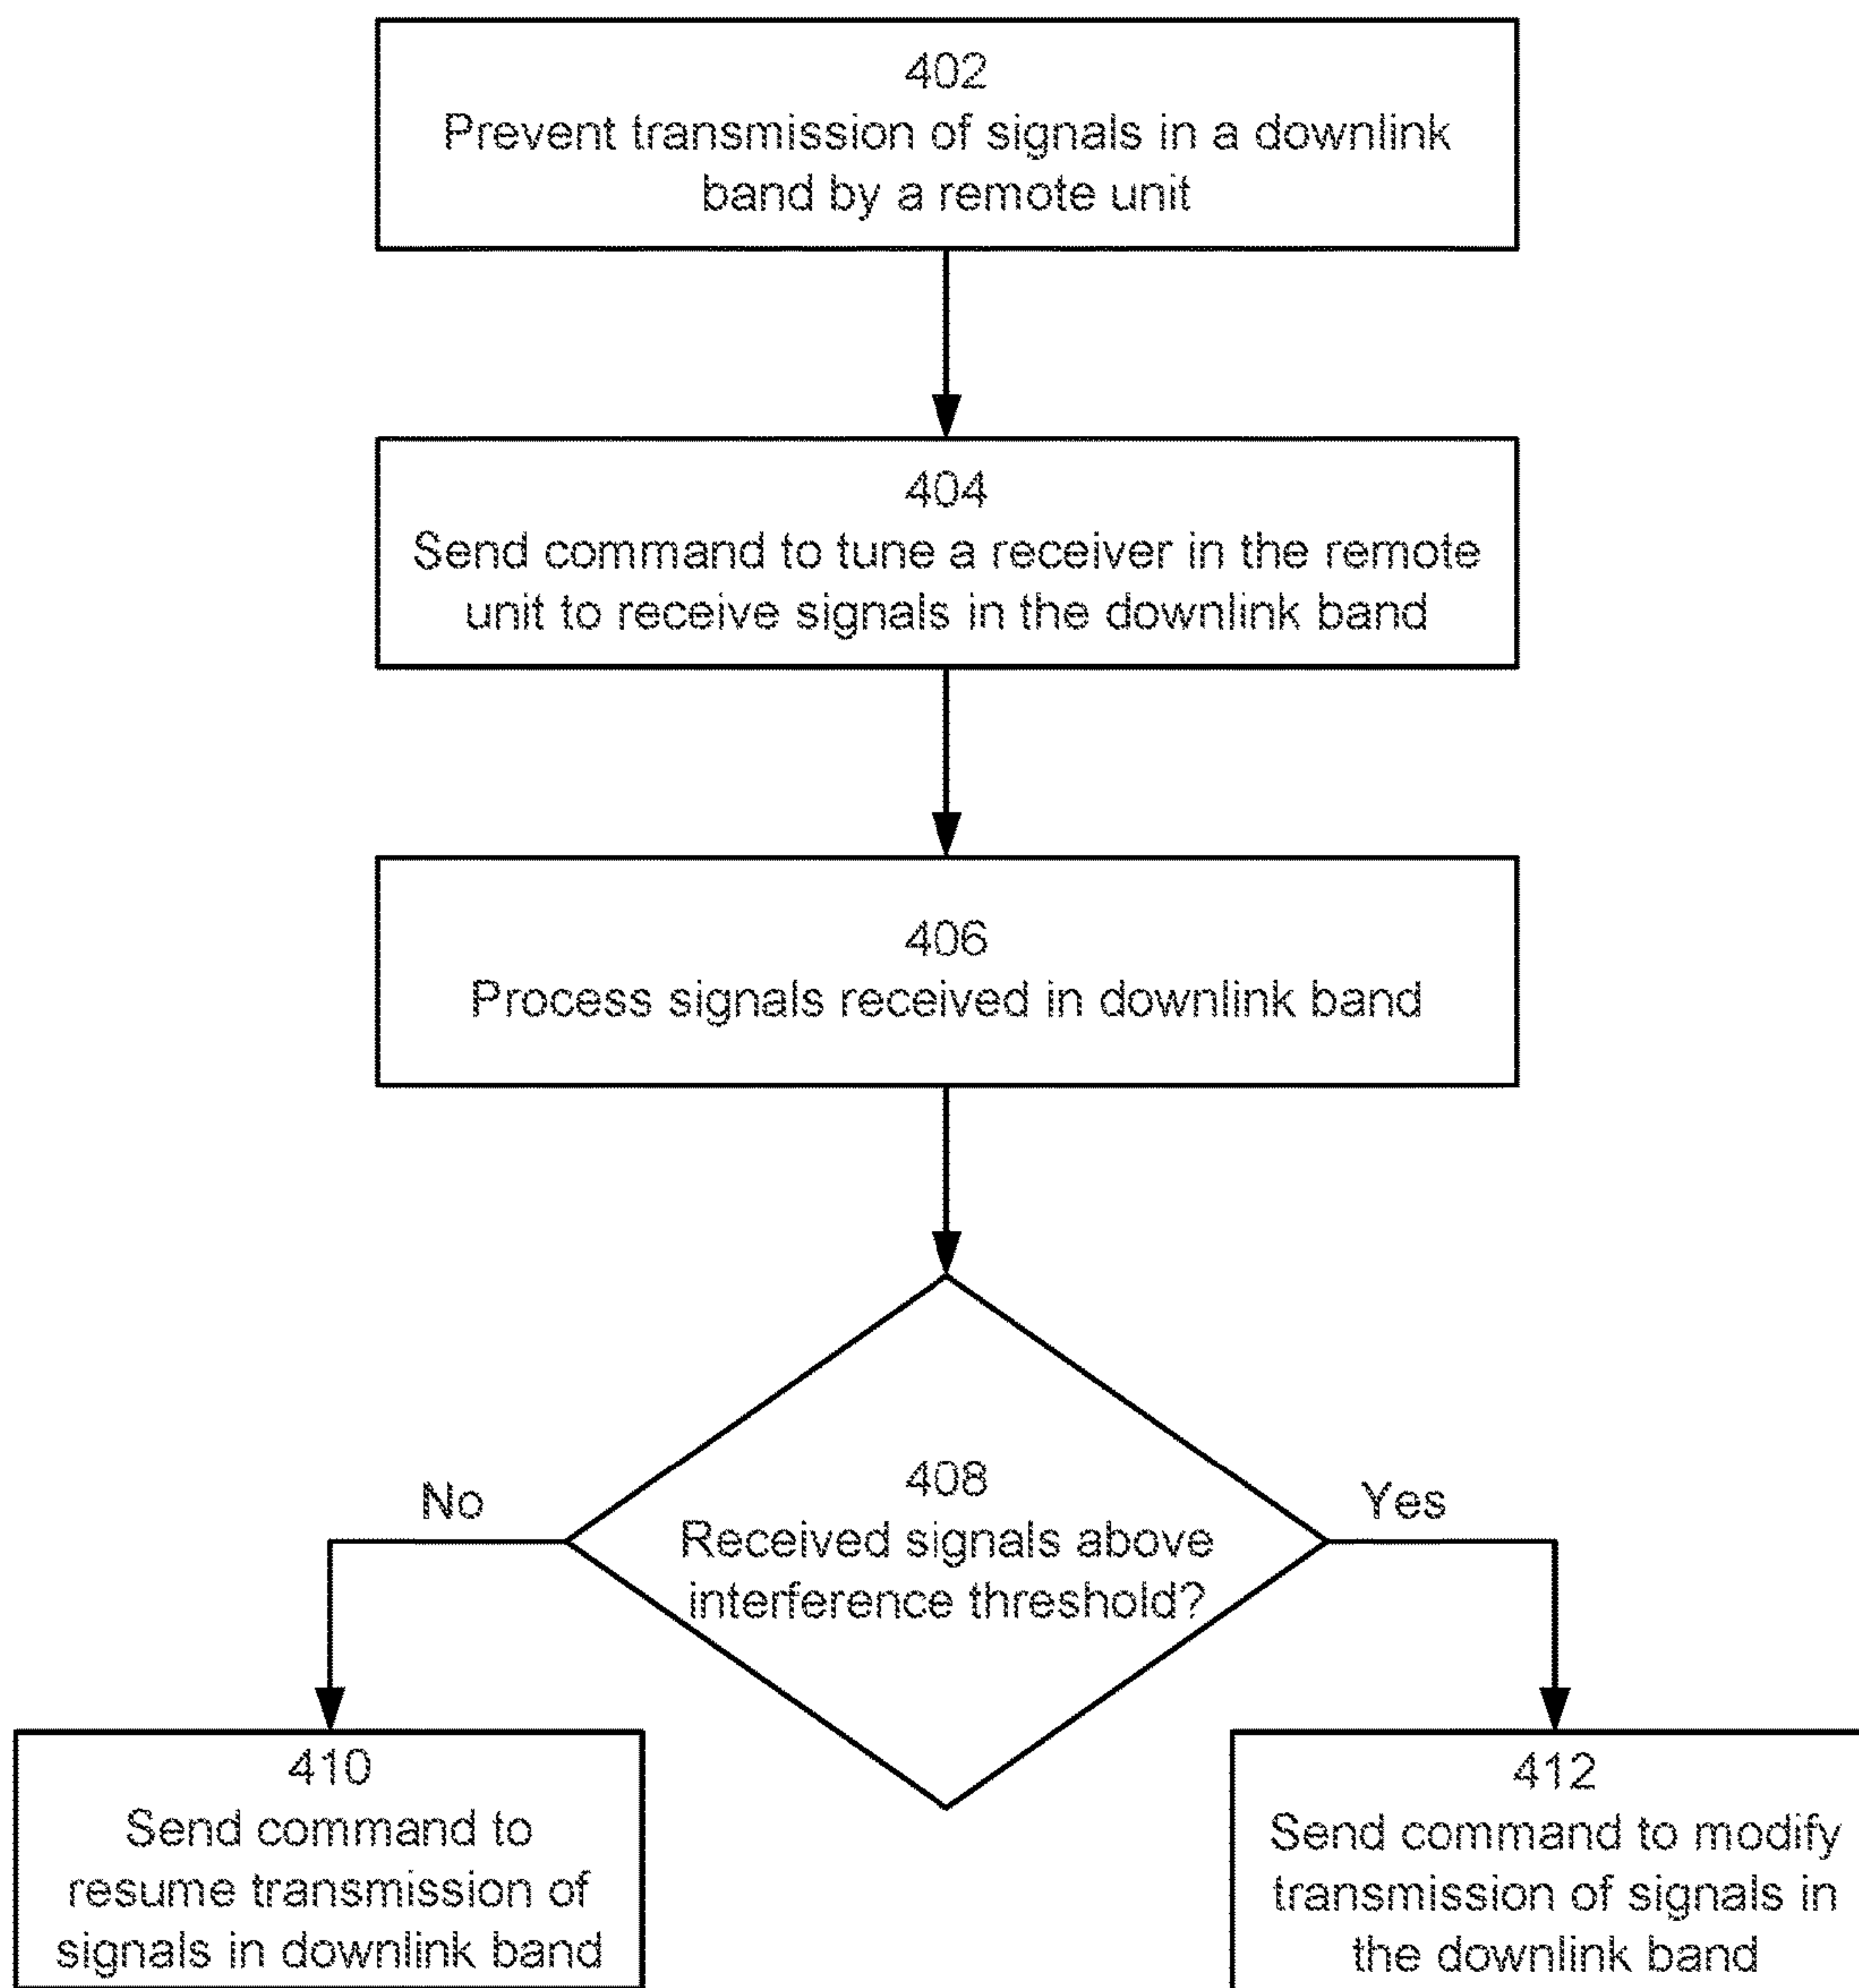 402
Prevent transmission of signals in a downlink
band by a remote unit
404
Send command to tune a receiver in the remote
unit to receive signals in the downlink band
406
Process signals received in downlink band
408
Received signals above
interference threshold?
No
Yes
410
Send command to
resume transmission of
signals in downlink band
412
Send command to modify
transmission of signals in
the downlink band